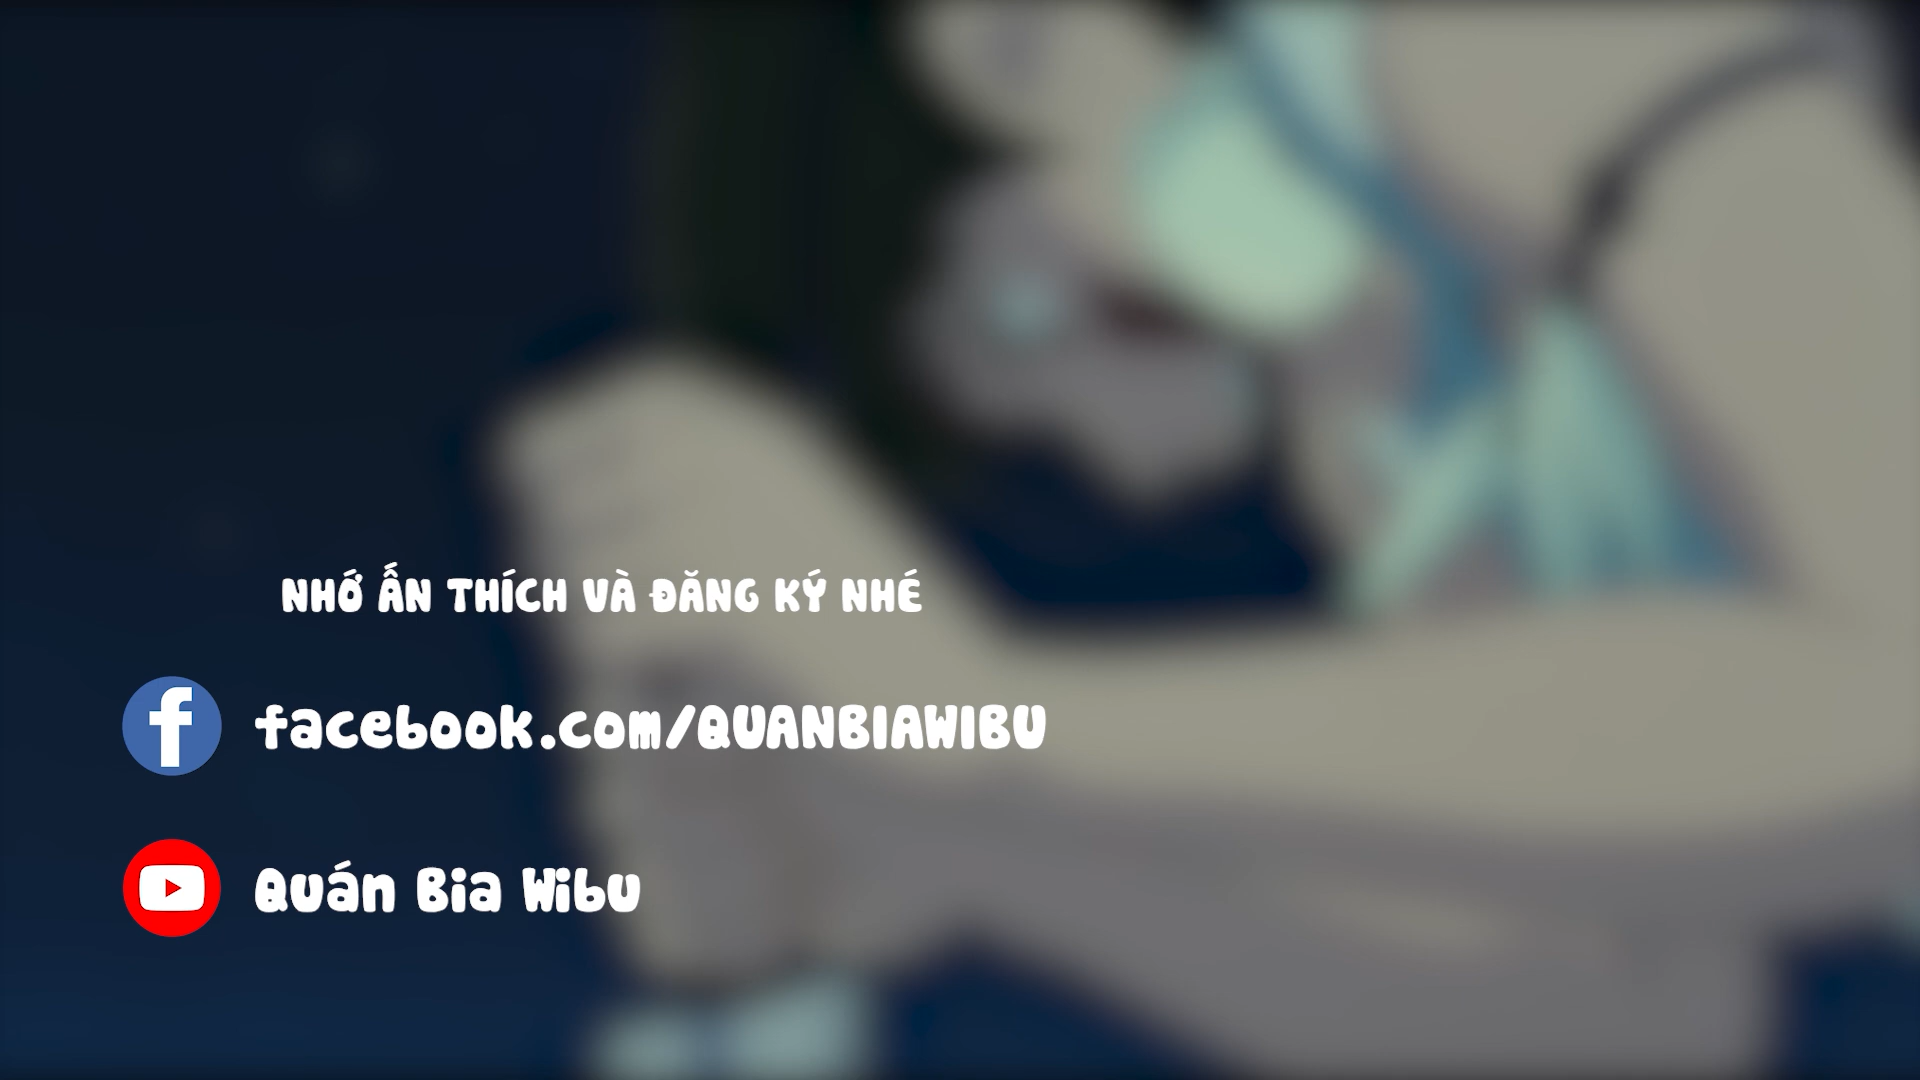 NHỚ ẤN THÍCH VÀ ĐĂNG KÝ NHÉ
facebook.com/QUANBIAWIBU
Quán Bia Wibu